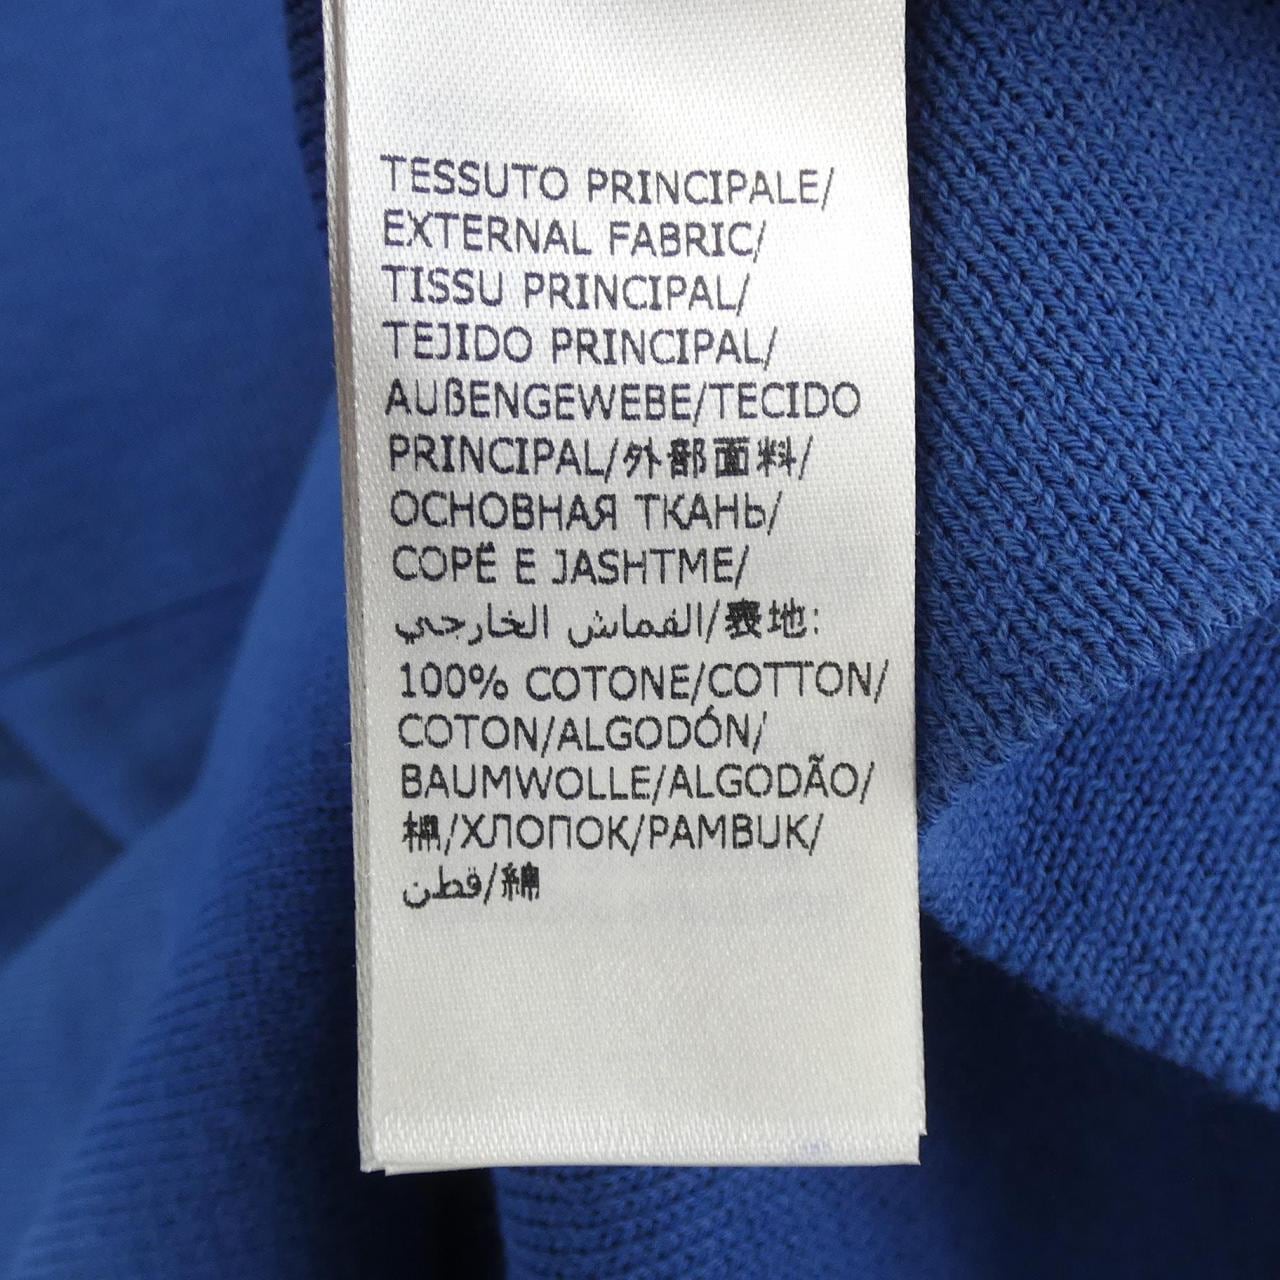 TESSUTO PRINCIPALE/
EXTERNAL FABRIC/
TISSU PRINCIPAL/
TEJIDO PRINCIPAL/
AUßENGEWEBE/TECIDO
PRINCIPAL/外部面料/
ОСНОВНАЯ ТКАНЬ/
COPË E JASHTME/
القماش الخارجي/表地:
100% COTONE/COTTON/
COTON/ALGODÓN/
BAUMWOLLE/ALGODÃO/
棉/ХЛОПОК/PAMBUK/
قطن/綿